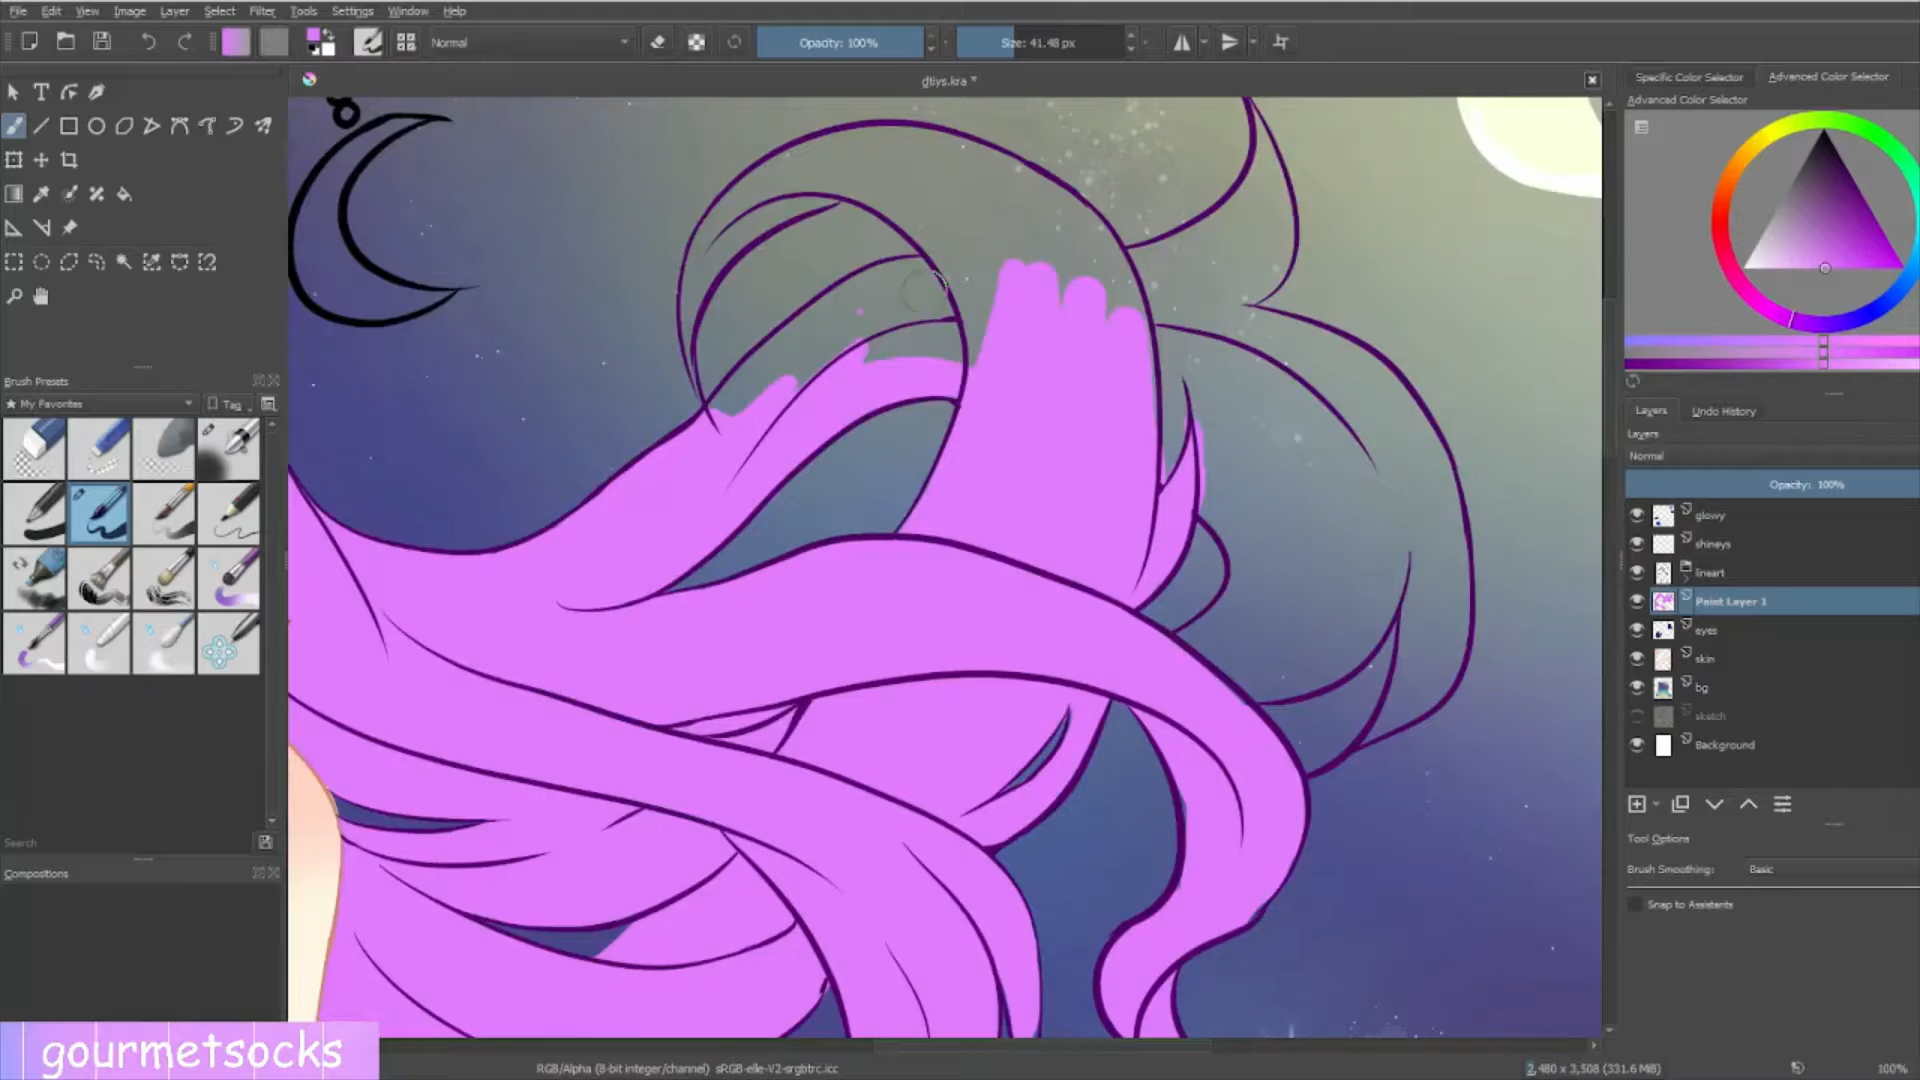 File Edit View Image Layer Select Filter Tools Settings Window Help
Normal Opacity: 100% Size: 41.48 px
dtiys.kra *
Specific Color Selector Advanced Color Selector
Advanced Color Selector
Brush Presets
★ My Favorites Tag
Search
Compositions
Layers Undo History
Layers
Normal
Opacity: 100%
glowy
shineys
lineart
Paint Layer 1
eyes
skin
bg
skatch
Background
Tool Options
Brush Smoothing: Basic
Snap to Assistants
gourmetsocks
RGB/Alpha (8-bit integer/channel) sRGB-elle-V2-srgbtrc.icc
2,480 x 3,508 (331.6 MiB)
100%